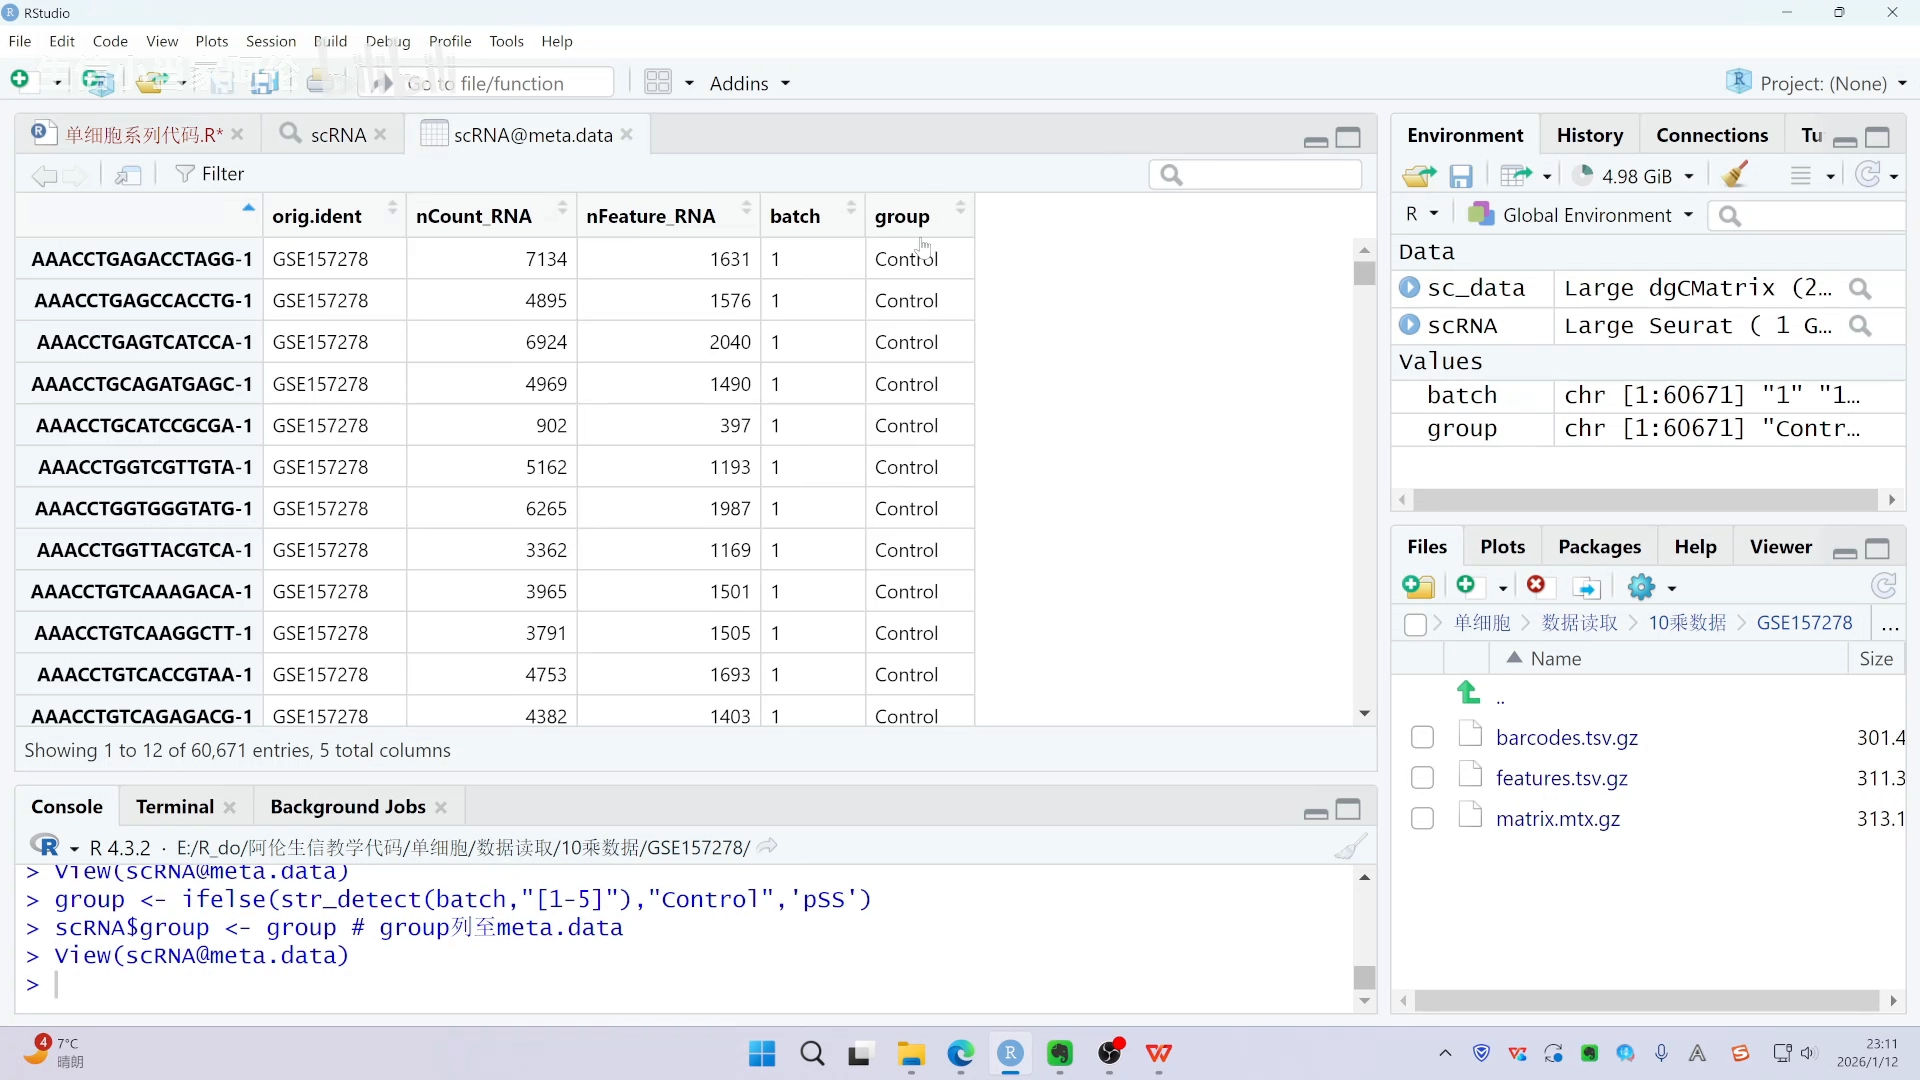 RStudio
File Edit Code View Plots Session Build Debug Profile Tools Help
生信小当家阿伦
Go to file/function Addins Project: (None)
单细胞系列代码.R* scRNA scRNA@meta.data
Filter
orig.ident nCount_RNA nFeature_RNA batch group
AAACCTGAGACCTAGG-1 GSE157278 7134 1631 1 Control
AAACCTGAGCCACCTG-1 GSE157278 4895 1576 1 Control
AAACCTGAGTCATCCA-1 GSE157278 6924 2040 1 Control
AAACCTGCAGATGAGC-1 GSE157278 4969 1490 1 Control
AAACCTGCATCCGCGA-1 GSE157278 902 397 1 Control
AAACCTGGTCGTTGTA-1 GSE157278 5162 1193 1 Control
AAACCTGGTGGGTATG-1 GSE157278 6265 1987 1 Control
AAACCTGGTTACGTCA-1 GSE157278 3362 1169 1 Control
AAACCTGTCAAAGACA-1 GSE157278 3965 1501 1 Control
AAACCTGTCAAGGCTT-1 GSE157278 3791 1505 1 Control
AAACCTGTCACCGTAA-1 GSE157278 4753 1693 1 Control
AAACCTGTCAGAGACG-1 GSE157278 4382 1403 1 Control
Showing 1 to 12 of 60,671 entries, 5 total columns
Console Terminal Background Jobs
R 4.3.2 · E:/R_do/阿伦生信教学代码/单细胞/数据读取/10乘数据/GSE157278/
> View(scRNA@meta.data)
> group <- ifelse(str_detect(batch,"[1-5]"),"Control",'pSS')
> scRNA$group <- group # group列至meta.data
> View(scRNA@meta.data)
>
Environment History Connections Tu
4.98 GiB
R Global Environment
Data
sc_data Large dgCMatrix (2…
scRNA Large Seurat ( 1 G…
Values
batch chr [1:60671] "1" "1…
group chr [1:60671] "Contr…
Files Plots Packages Help Viewer
单细胞 数据读取 10乘数据 GSE157278 ...
Name Size
..
barcodes.tsv.gz 301.4
features.tsv.gz 311.3
matrix.mtx.gz 313.1
4 7°C
晴朗
23:11
2026/1/12